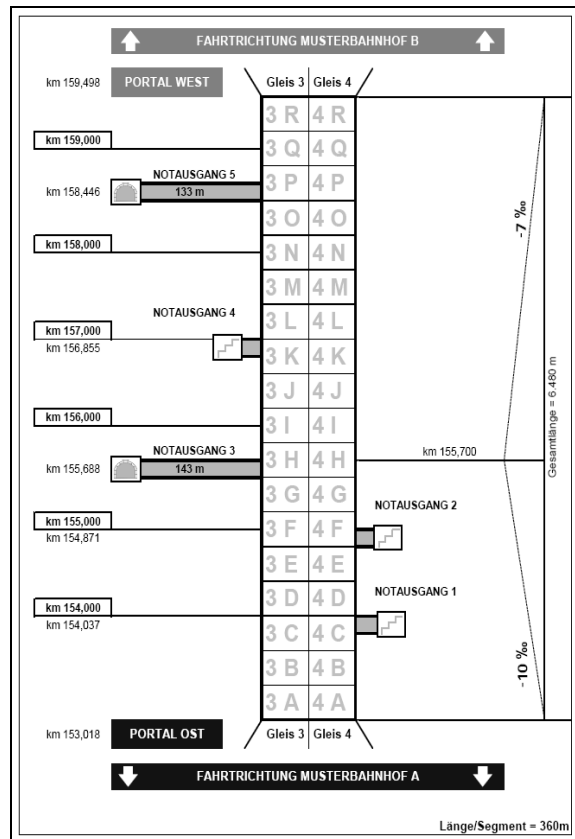 FAHRTRICHTUNG MUSTERBAHNHOF B
km 159,498 PORTAL WEST Gleis 3 Gleis 4
3 R 4 R
km 159,000
3 Q 4 Q
NOTAUSGANG 5
km 158,446 133 m 3 P 4 P
3 O 4 O
-7 ‰
km 158,000
3 N 4 N
3 M 4 M
NOTAUSGANG 4
3 L 4 L
km 157,000
km 156,855
3 K 4 K
3 J 4 J
km 156,000
3 I 4 I
NOTAUSGANG 3
km 155,700
km 155,688 143 m 3 H 4 H
Gesamtlänge = 6.480 m
3 G 4 G
NOTAUSGANG 2
km 155,000
3 F 4 F
km 154,871
3 E 4 E
NOTAUSGANG 1
3 D 4 D
km 154,000
km 154,037
3 C 4 C
-10 ‰
3 B 4 B
3 A 4 A
km 153,018 PORTAL OST Gleis 3 Gleis 4
FAHRTRICHTUNG MUSTERBAHNHOF A
Länge/Segment = 360m